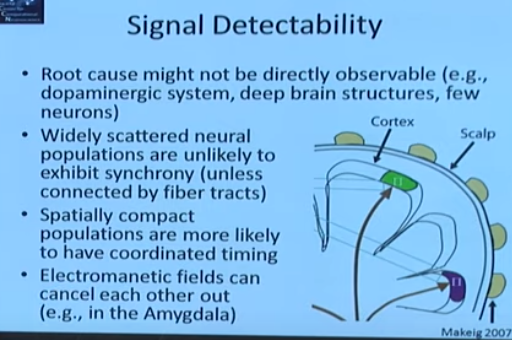 Signal Detectability
• Root cause might not be directly observable (e.g.,
dopaminergic system, deep brain structures, few
neurons)
• Widely scattered neural
populations are unlikely to
exhibit synchrony (unless
connected by fiber tracts)
• Spatially compact
populations are more likely
to have coordinated timing
• Electromanetic fields can
cancel each other out
(e.g., in the Amygdala)
Cortex
Scalp
Makeig 2007